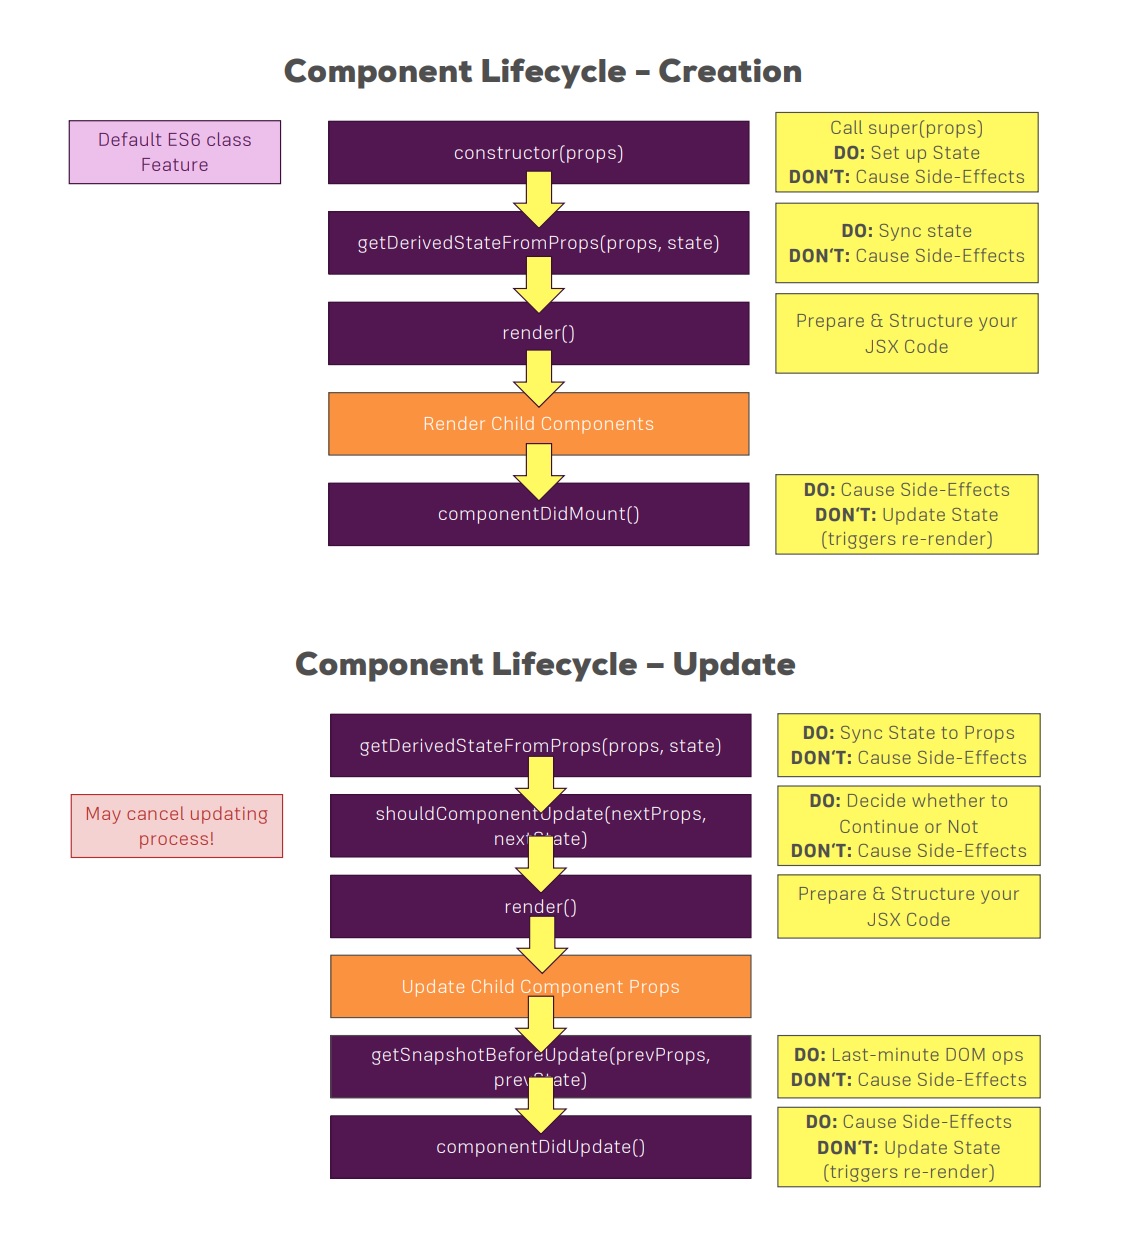 Component Lifecycle – Creation
Default ES6 class
Feature
constructor(props)
Call super(props)
DO: Set up State
DON‘T: Cause Side-Effects
getDerivedStateFromProps(props, state)
DO: Sync state
DON‘T: Cause Side-Effects
render()
Prepare & Structure your
JSX Code
Render Child Components
componentDidMount()
DO: Cause Side-Effects
DON‘T: Update State
(triggers re-render)
Component Lifecycle – Update
getDerivedStateFromProps(props, state)
DO: Sync State to Props
DON‘T: Cause Side-Effects
May cancel updating
process!
shouldComponentUpdate(nextProps,
nextState)
DO: Decide whether to
Continue or Not
DON‘T: Cause Side-Effects
render()
Prepare & Structure your
JSX Code
Update Child Component Props
getSnapshotBeforeUpdate(prevProps,
prevState)
DO: Last-minute DOM ops
DON‘T: Cause Side-Effects
componentDidUpdate()
DO: Cause Side-Effects
DON‘T: Update State
(triggers re-render)